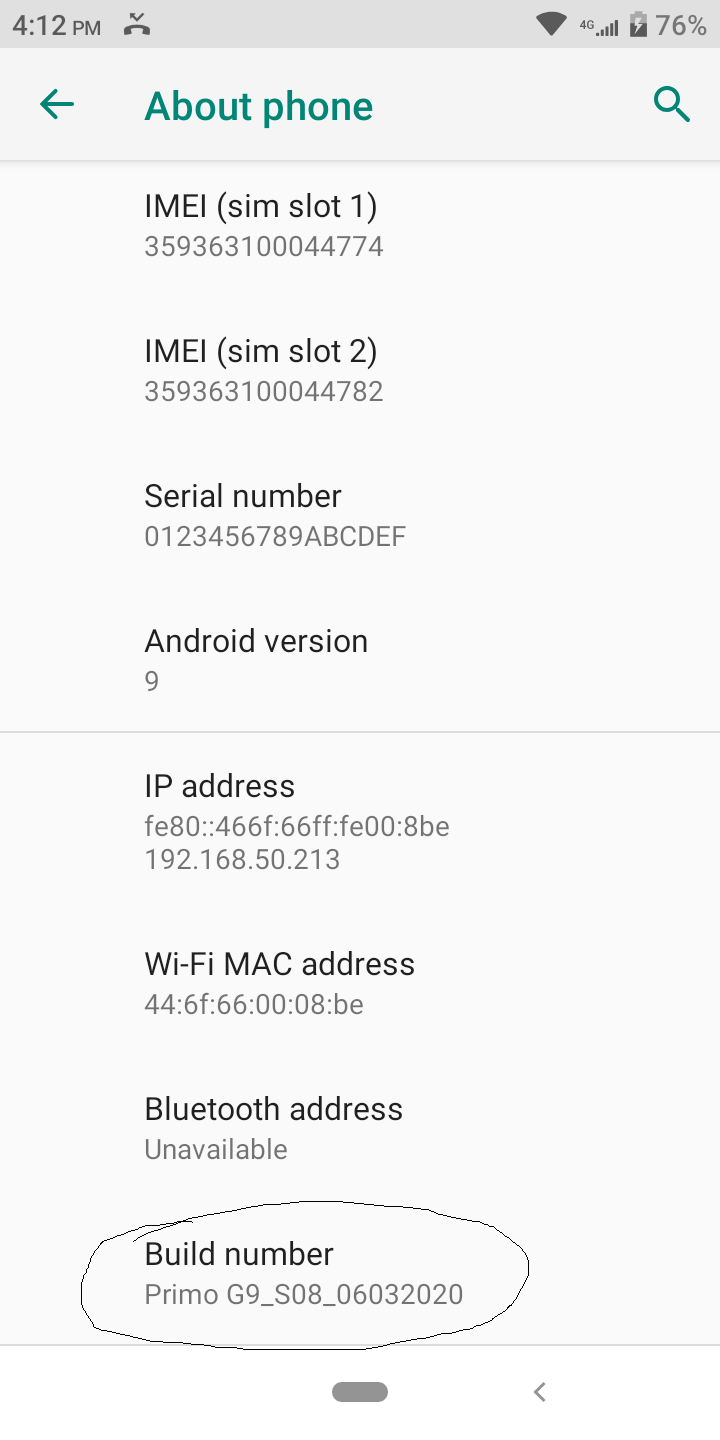 4:12 PM 4G 76%
About phone
IMEI (sim slot 1)
359363100044774
IMEI (sim slot 2)
359363100044782
Serial number
0123456789ABCDEF
Android version
9
IP address
fe80::466f:66ff:fe00:8be
192.168.50.213
Wi-Fi MAC address
44:6f:66:00:08:be
Bluetooth address
Unavailable
Build number
Primo G9_S08_06032020